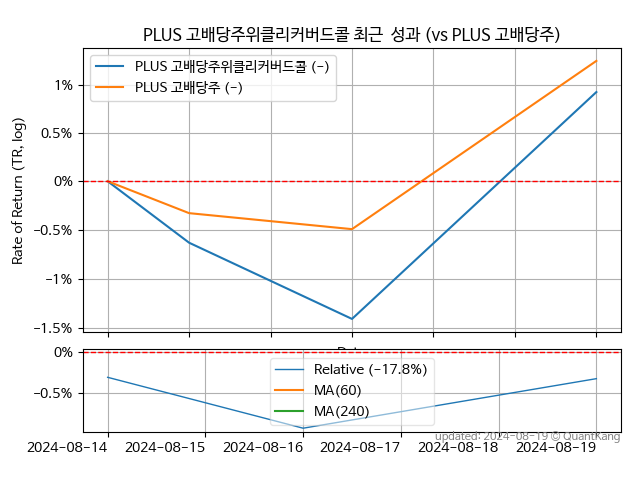 PLUS 고배당주위클리커버드콜 최근 성과 (vs PLUS 고배당주)
PLUS 고배당주위클리커버드콜 (-)
PLUS 고배당주 (-)
Rate of Return (TR, log)
1%
0.5%
0%
-0.5%
-1%
-1.5%
0%
-0.5%
Relative (-17.8%)
MA(60)
MA(240)
updated: 2024-08-19 © QuantKang
2024-08-14 2024-08-15 2024-08-16 2024-08-17 2024-08-18 2024-08-19